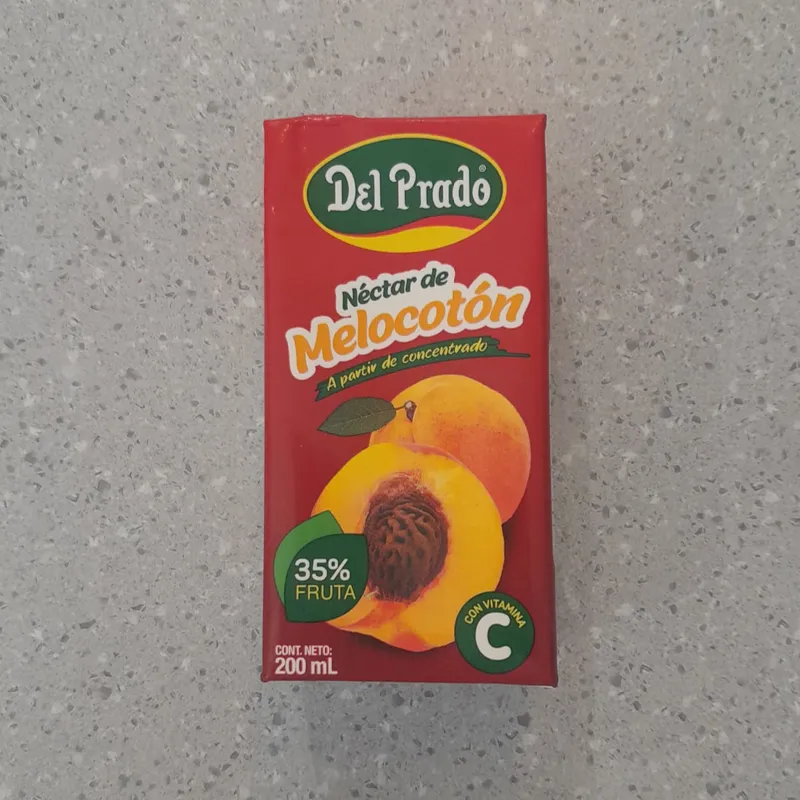 Del Prado®
Néctar de
Melocotón
A partir de concentrado
35%
FRUTA
CON VITAMINA
C
CONT. NETO:
200 mL